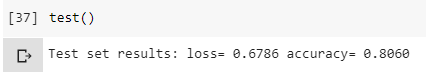 [37] test()
Test set results: loss= 0.6786 accuracy= 0.8060